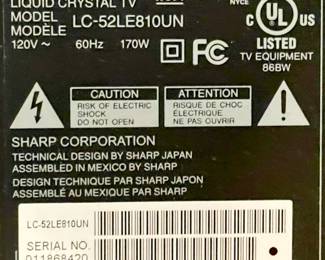 LIQUID CRYSTAL TV
MODEL
MODÈLE LC-52LE810UN
120V ~ 60Hz 170W
FC
NYCE
C UL US
LISTED
TV EQUIPMENT
86BW
CAUTION
RISK OF ELECTRIC
SHOCK
DO NOT OPEN
ATTENTION
RISQUE DE CHOC
ÉLECTRIQUE
NE PAS OUVRIR
SHARP CORPORATION
TECHNICAL DESIGN BY SHARP JAPAN
ASSEMBLED IN MEXICO BY SHARP
DESIGN TECHNIQUE PAR SHARP JAPON
ASSEMBLÉ AU MEXIQUE PAR SHARP
LC-52LE810UN
SERIAL NO.
011868420